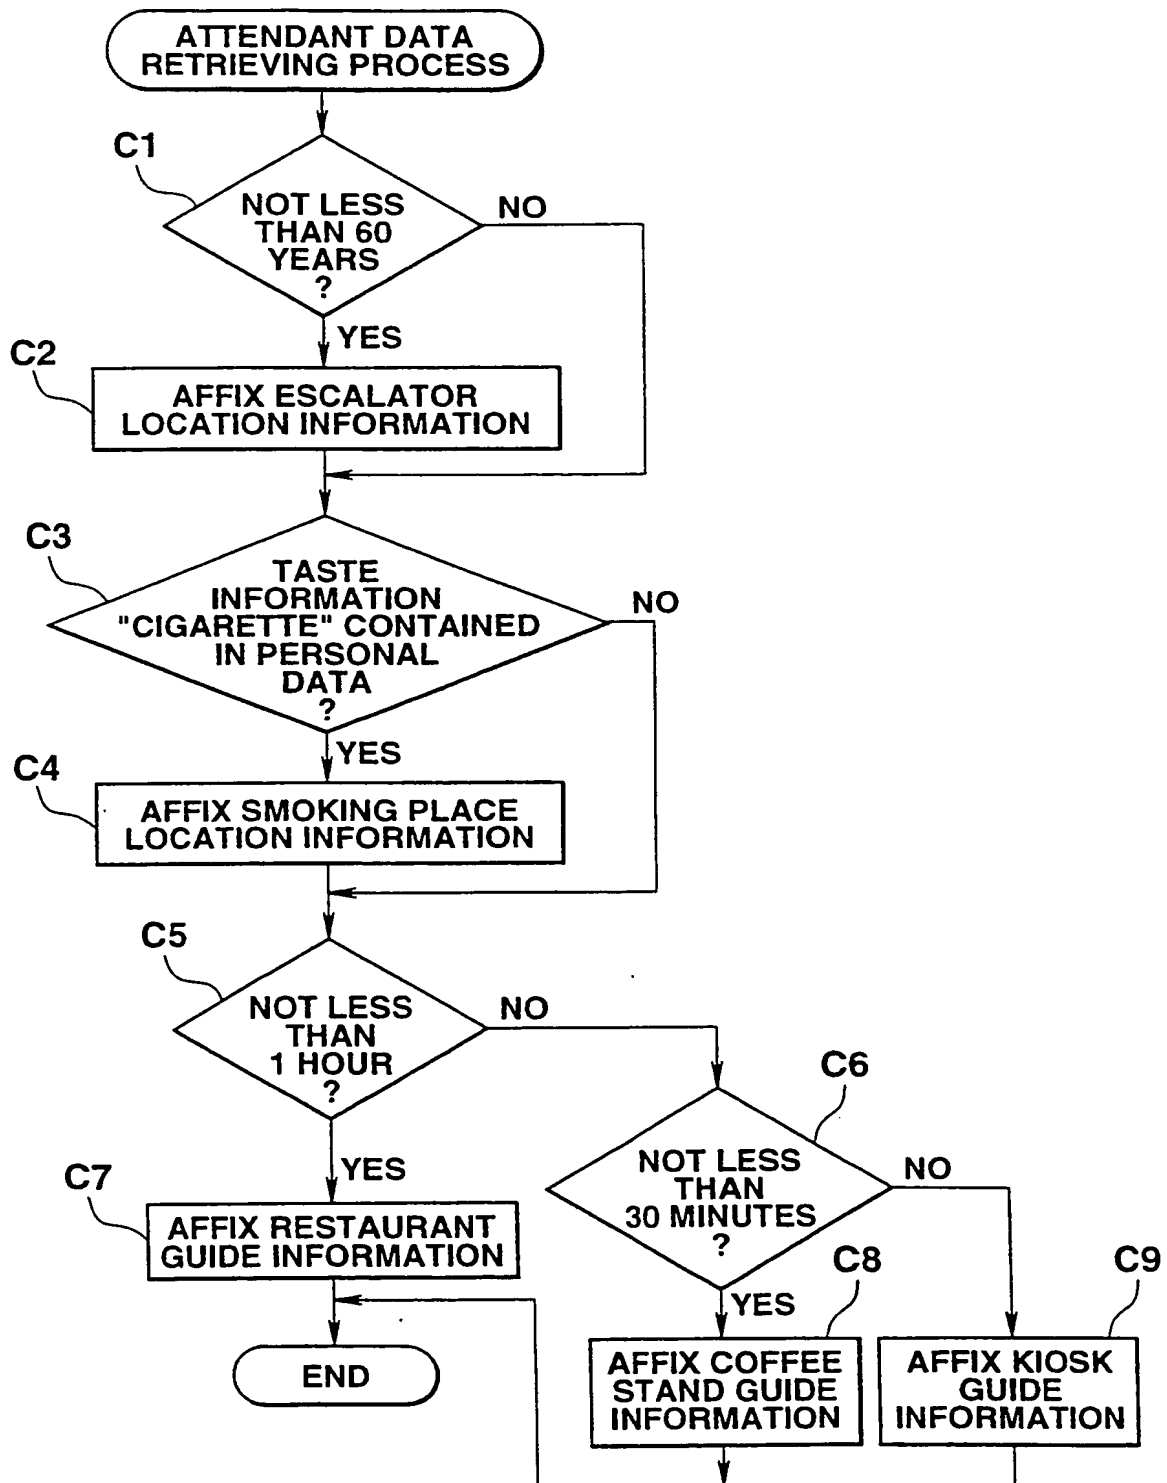 ATTENDANT DATA
RETRIEVING PROCESS
C1
NOT LESS
THAN 60
YEARS
?
NO
YES
C2
AFFIX ESCALATOR
LOCATION INFORMATION
C3
TASTE
INFORMATION
"CIGARETTE" CONTAINED
IN PERSONAL
DATA
?
NO
YES
C4
AFFIX SMOKING PLACE
LOCATION INFORMATION
C5
NOT LESS
THAN
1 HOUR
?
NO
YES
C6
NOT LESS
THAN
30 MINUTES
?
NO
YES
C7
AFFIX RESTAURANT
GUIDE INFORMATION
END
C8
AFFIX COFFEE
STAND GUIDE
INFORMATION
C9
AFFIX KIOSK
GUIDE
INFORMATION